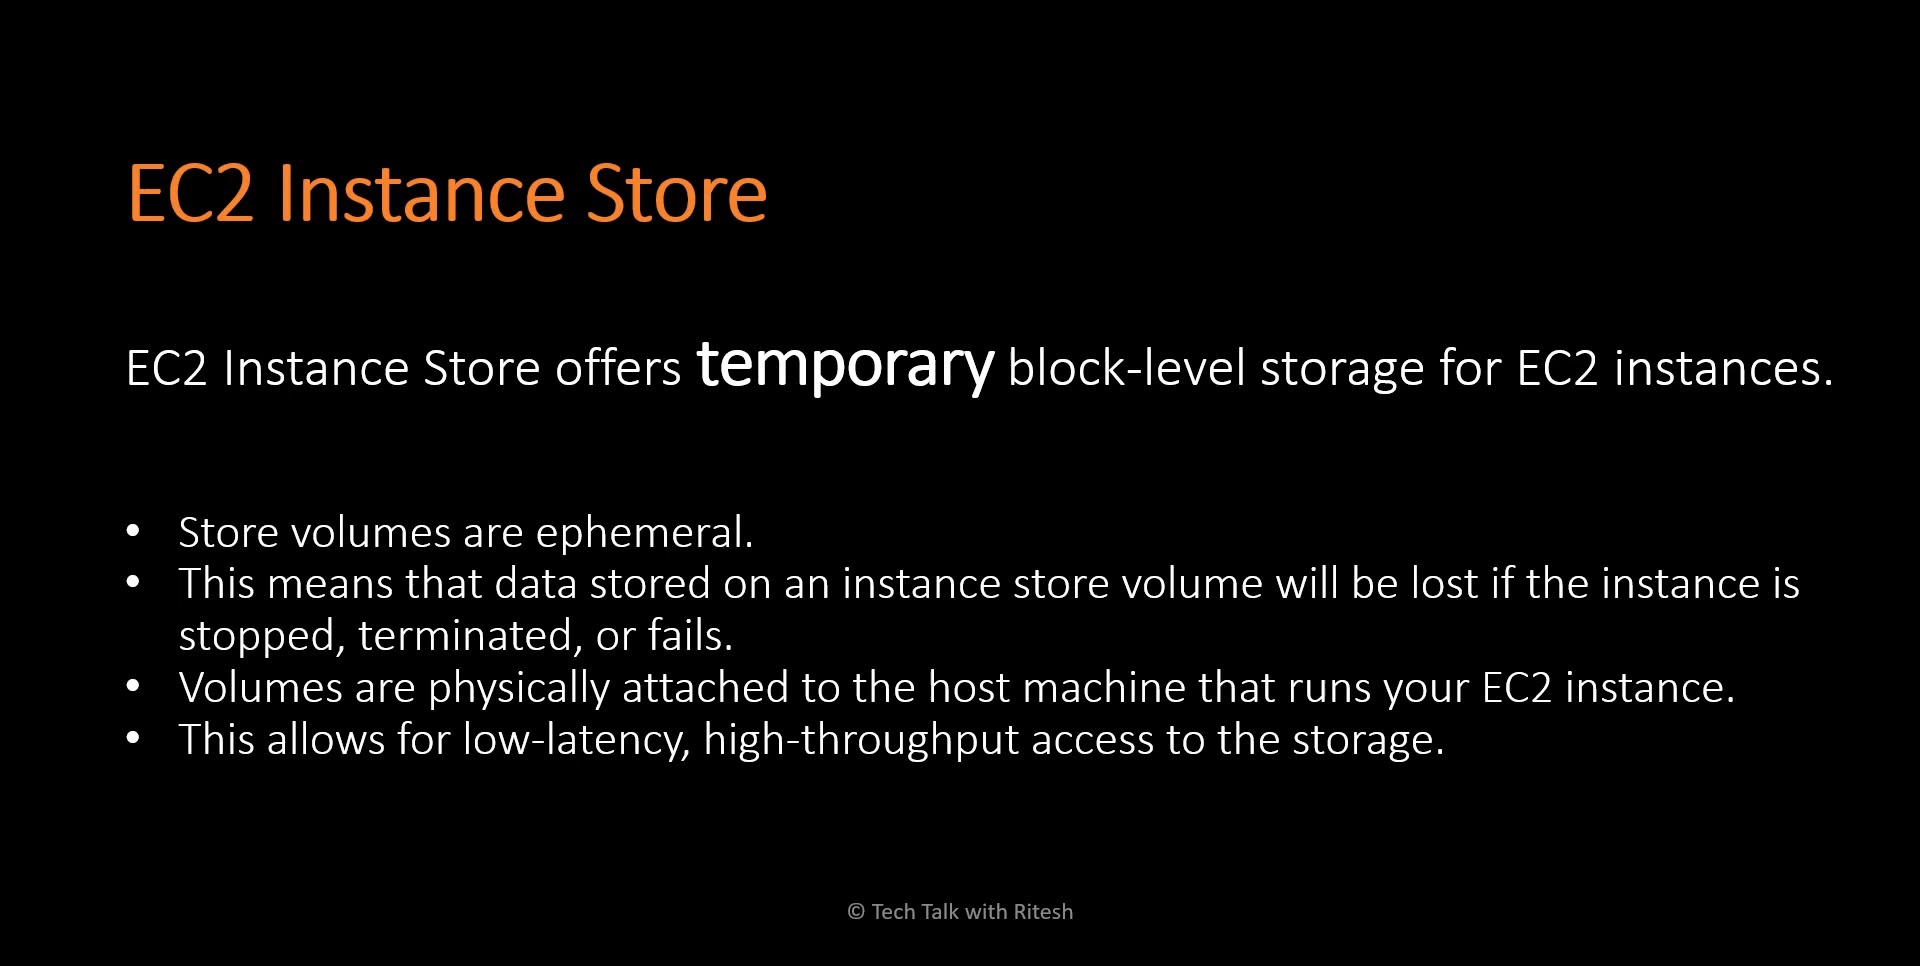 EC2 Instance Store
EC2 Instance Store offers temporary block-level storage for EC2 instances.
• Store volumes are ephemeral.
• This means that data stored on an instance store volume will be lost if the instance is
stopped, terminated, or fails.
• Volumes are physically attached to the host machine that runs your EC2 instance.
• This allows for low-latency, high-throughput access to the storage.
© Tech Talk with Ritesh